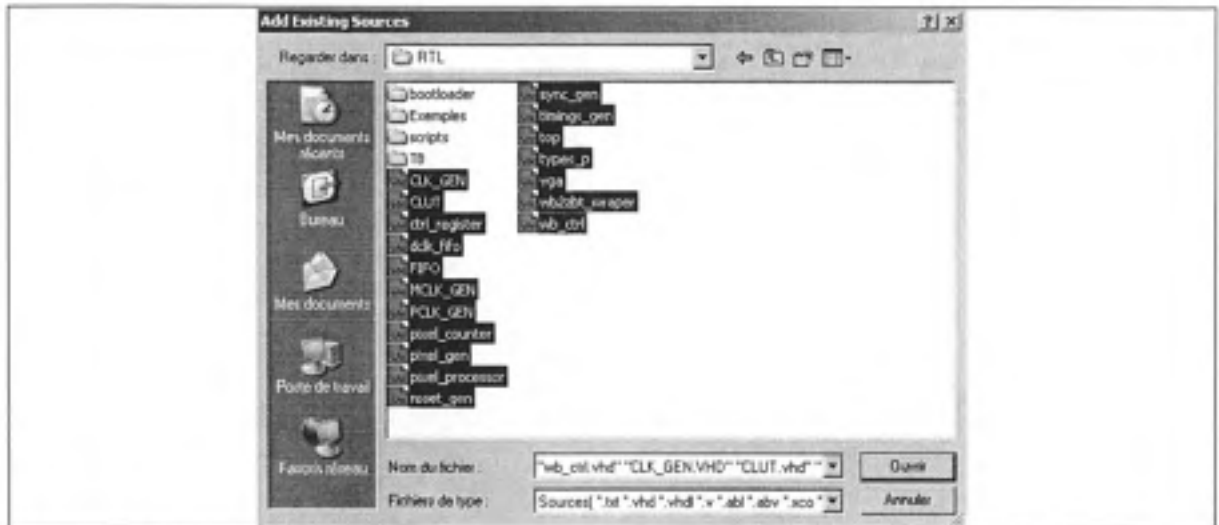 Add Existing Sources
Regarder dans : RTL
Mes documents récents
Bureau
Mes documents
Poste de travail
Favoris réseau
bootloader
Exemples
scripts
TB
CLK_GEN
CLUT
ctrl_register
dclk_fifo
FIFO
MCLK_GEN
PCLK_GEN
pixel_counter
pixel_gen
pixel_processor
reset_gen
sync_gen
timings_gen
top
types_p
vga
wb_ctrl
Nom du fichier : "wb_ctrl.vhd" "CLK_GEN.VHD" "CLUT.vhd" "
Ouvrir
Fichiers de type : Sources( *.txt *.vhd *.vhdl *.v *.abl *.abv *.xco *
Annuler